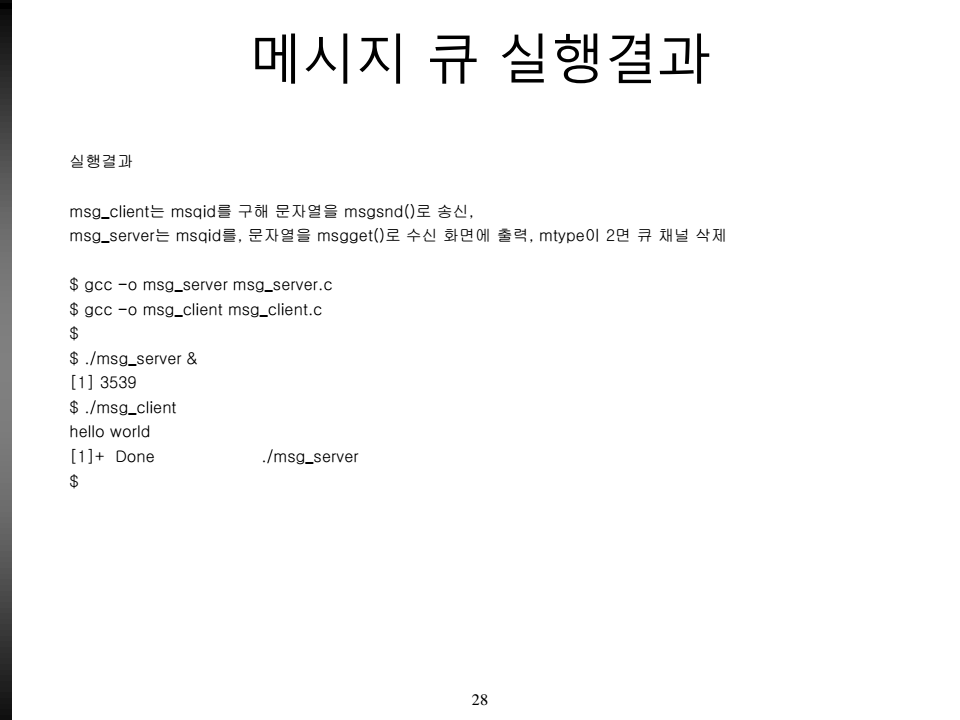 메시지 큐 실행결과
실행결과
msg_client는 msqid를 구해 문자열을 msgsnd()로 송신,
msg_server는 msqid를, 문자열을 msgget()로 수신 화면에 출력, mtype이 2면 큐 채널 삭제
$ gcc -o msg_server msg_server.c
$ gcc -o msg_client msg_client.c
$
$ ./msg_server &
[1] 3539
$ ./msg_client
hello world
[1]+  Done                    ./msg_server
$
28